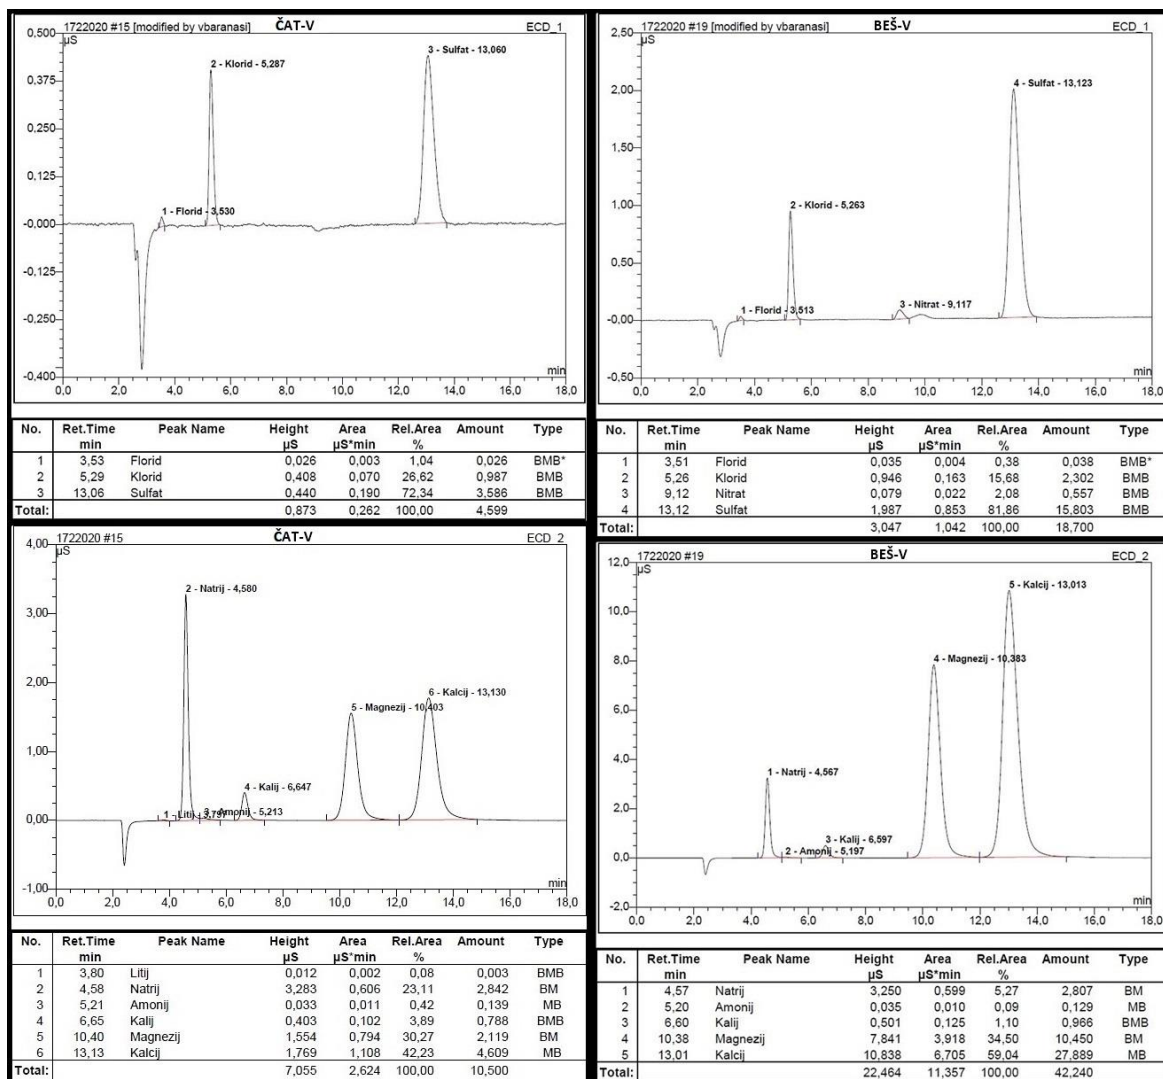 1722020 #15 [modified by vbaranasi] ČAT-V ECD_1
0,500
µS
0,375
0,250
0,125
-0,000
-0,125
-0,250
-0,400
2 - Klorid - 5,287
3 - Sulfat - 13,060
1 - Florid - 3,530
min
0,0 2,0 4,0 6,0 8,0 10,0 12,0 14,0 16,0 18,0
No. Ret.Time Peak Name Height Area Rel.Area Amount Type
min µS µS*min %
1 3,53 Florid 0,026 0,003 1,04 0,026 BMB*
2 5,29 Klorid 0,408 0,070 26,62 0,987 BMB
3 13,06 Sulfat 0,440 0,190 72,34 3,586 BMB
Total: 0,873 0,262 100,00 4,599
1722020 #19 [modified by vbaranasi] BEŠ-V ECD_1
2,50
µS
2,00
1,50
1,00
0,50
-0,00
-0,50
4 - Sulfat - 13,123
2 - Klorid - 5,263
3 - Nitrat - 9,117
1 - Florid - 3,513
min
0,0 2,0 4,0 6,0 8,0 10,0 12,0 14,0 16,0 18,0
No. Ret.Time Peak Name Height Area Rel.Area Amount Type
min µS µS*min %
1 3,51 Florid 0,035 0,004 0,38 0,038 BMB*
2 5,26 Klorid 0,946 0,163 15,68 2,302 BMB
3 9,12 Nitrat 0,079 0,022 2,08 0,557 BMB
4 13,12 Sulfat 1,987 0,853 81,86 15,803 BMB
Total: 3,047 1,042 100,00 18,700
1722020 #15 ČAT-V ECD_2
4,00
µS
3,00
2,00
1,00
0,00
-1,00
2 - Natrij - 4,580
6 - Kalcij - 13,130
5 - Magnezij - 10,403
4 - Kalij - 6,647
3 - Amonij - 5,213
1 - Litij - 3,797
min
0,0 2,0 4,0 6,0 8,0 10,0 12,0 14,0 16,0 18,0
No. Ret.Time Peak Name Height Area Rel.Area Amount Type
min µS µS*min %
1 3,80 Litij 0,012 0,002 0,08 0,003 BMB
2 4,58 Natrij 3,283 0,606 23,11 2,842 BM
3 5,21 Amonij 0,033 0,011 0,42 0,139 MB
4 6,65 Kalij 0,403 0,102 3,89 0,788 BMB
5 10,40 Magnezij 1,554 0,794 30,27 2,119 BM
6 13,13 Kalcij 1,769 1,108 42,23 4,609 MB
Total: 7,055 2,624 100,00 10,500
1722020 #19 BEŠ-V ECD_2
12,0
µS
10,0
8,0
6,0
4,0
2,0
0,0
-2,0
5 - Kalcij - 13,013
4 - Magnezij - 10,383
1 - Natrij - 4,567
3 - Kalij - 6,597
2 - Amonij - 5,197
min
0,0 2,0 4,0 6,0 8,0 10,0 12,0 14,0 16,0 18,0
No. Ret.Time Peak Name Height Area Rel.Area Amount Type
min µS µS*min %
1 4,57 Natrij 3,250 0,599 5,27 2,807 BM
2 5,20 Amonij 0,035 0,010 0,09 0,129 MB
3 6,60 Kalij 0,501 0,125 1,10 0,966 BMB
4 10,38 Magnezij 7,841 3,918 34,50 10,450 BM
5 13,01 Kalcij 10,838 6,705 59,04 27,889 MB
Total: 22,464 11,357 100,00 42,240